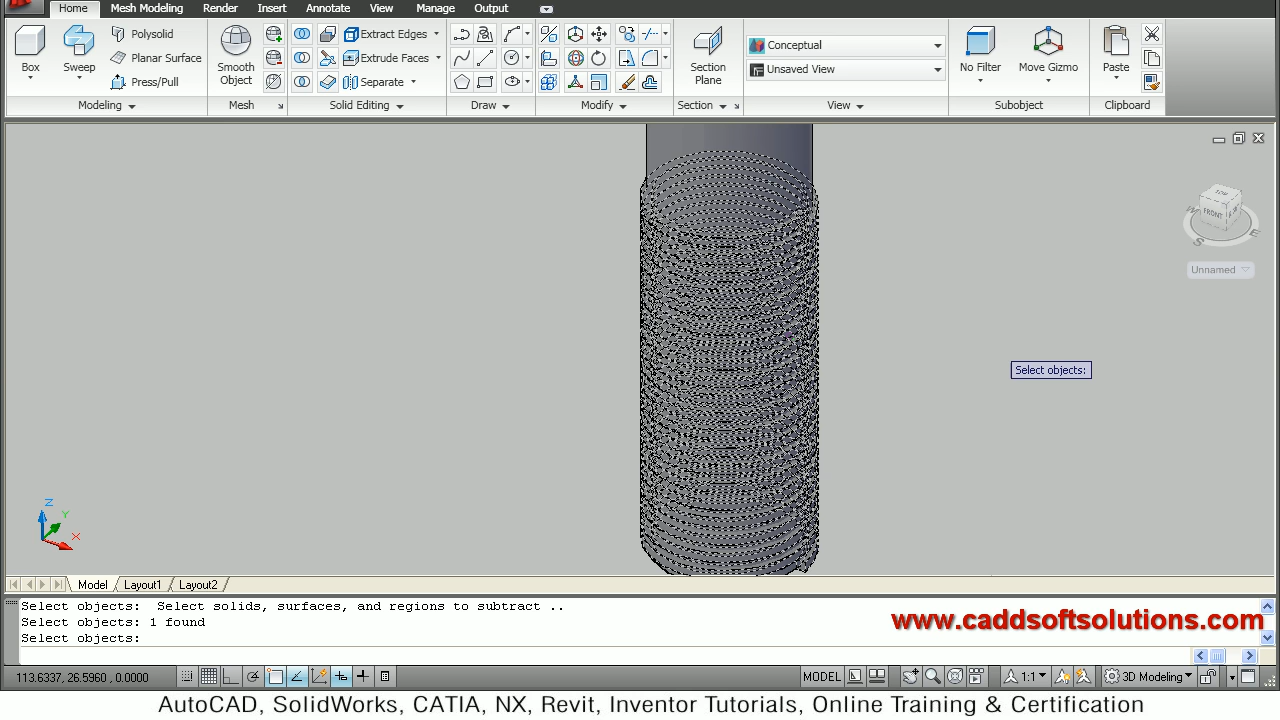 Home Mesh Modeling Render Insert Annotate View Manage Output
Polysolid
Planar Surface
Press/Pull
Box
Sweep
Modeling
Smooth
Object
Mesh
Extract Edges
Extrude Faces
Separate
Solid Editing
Draw
Modify
Section
Plane
Section
Conceptual
Unsaved View
View
No Filter
Move Gizmo
Subobject
Paste
Clipboard
TOP
FRONT
W
S
E
Unnamed
Select objects:
Z
Y
X
Model Layout1 Layout2
Select objects:  Select solids, surfaces, and regions to subtract ..
Select objects: 1 found
Select objects:
www.caddsoftsolutions.com
113.6337, 26.5960, 0.0000
MODEL
1:1
3D Modeling
AutoCAD, SolidWorks, CATIA, NX, Revit, Inventor Tutorials, Online Training & Certification